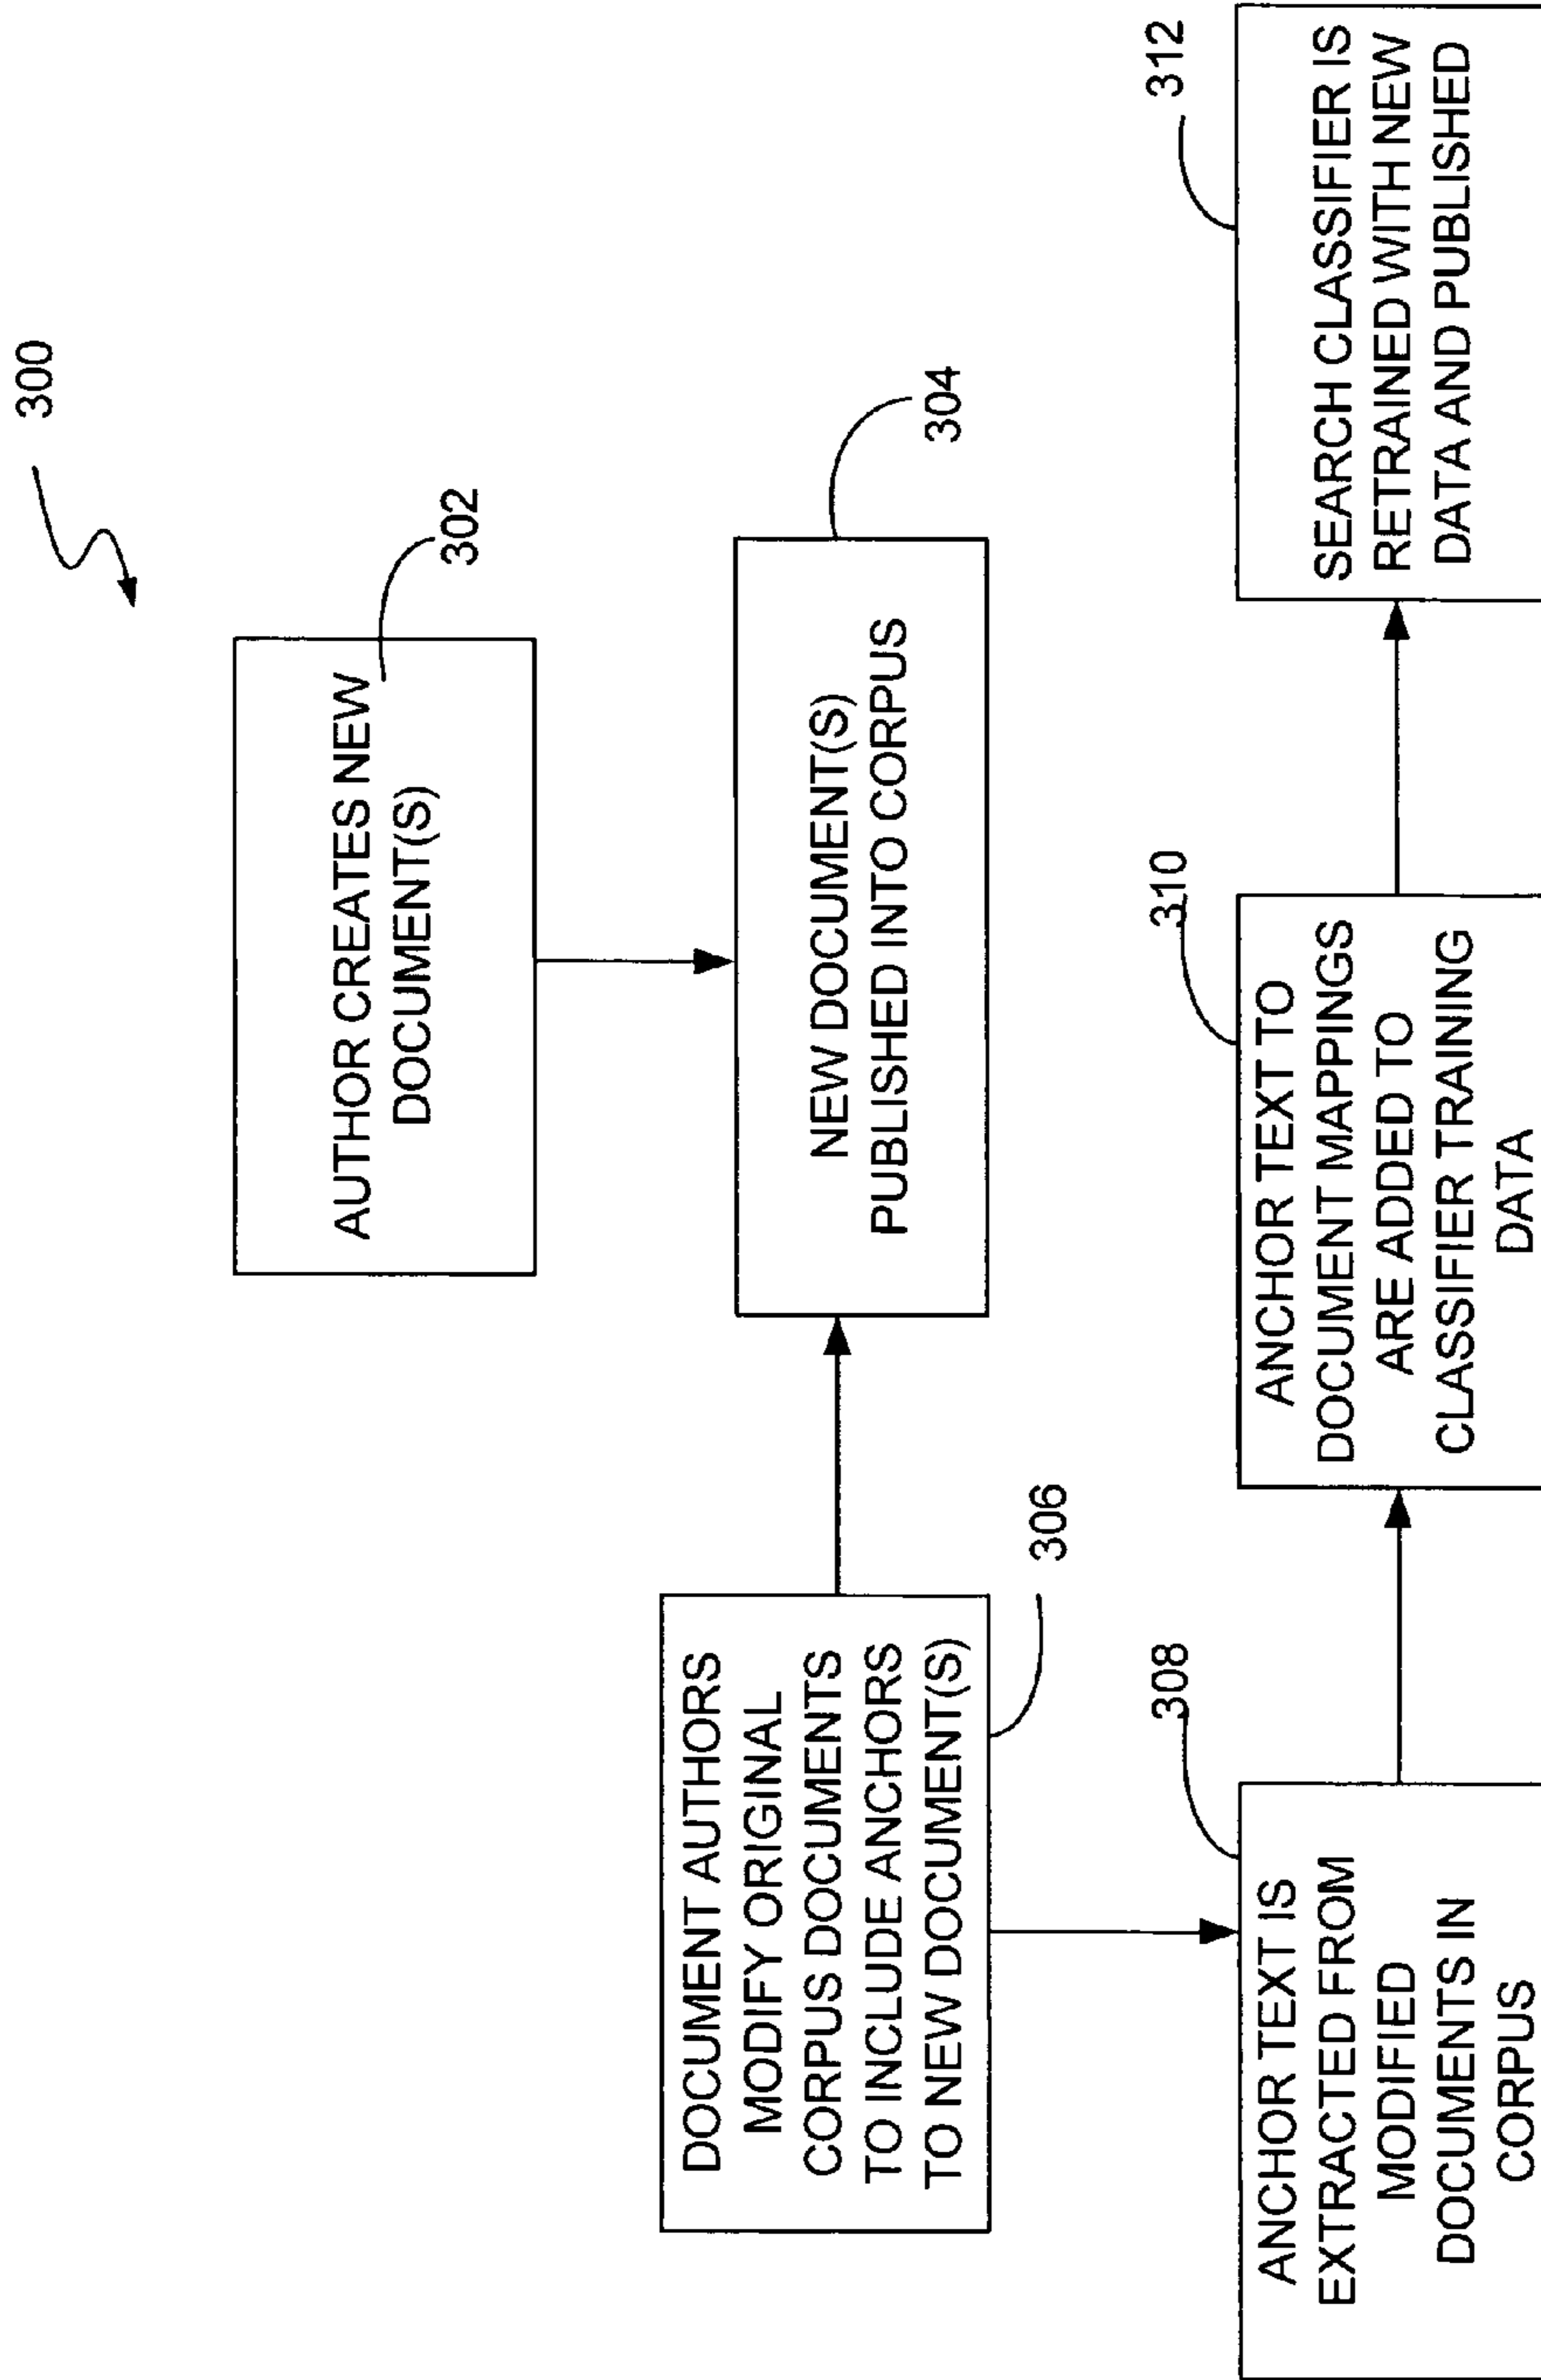 300
AUTHOR CREATES NEW
DOCUMENT(S)
302
NEW DOCUMENT(S)
PUBLISHED INTO CORPUS
304
DOCUMENT AUTHORS
MODIFY ORIGINAL
CORPUS DOCUMENTS
TO INCLUDE ANCHORS
TO NEW DOCUMENT(S)
306
308
ANCHOR TEXT IS
EXTRACTED FROM
MODIFIED
DOCUMENTS IN
CORPUS
310
ANCHOR TEXT TO
DOCUMENT MAPPINGS
ARE ADDED TO
CLASSIFIER TRAINING
DATA
312
SEARCH CLASSIFIER IS
RETRAINED WITH NEW
DATA AND PUBLISHED